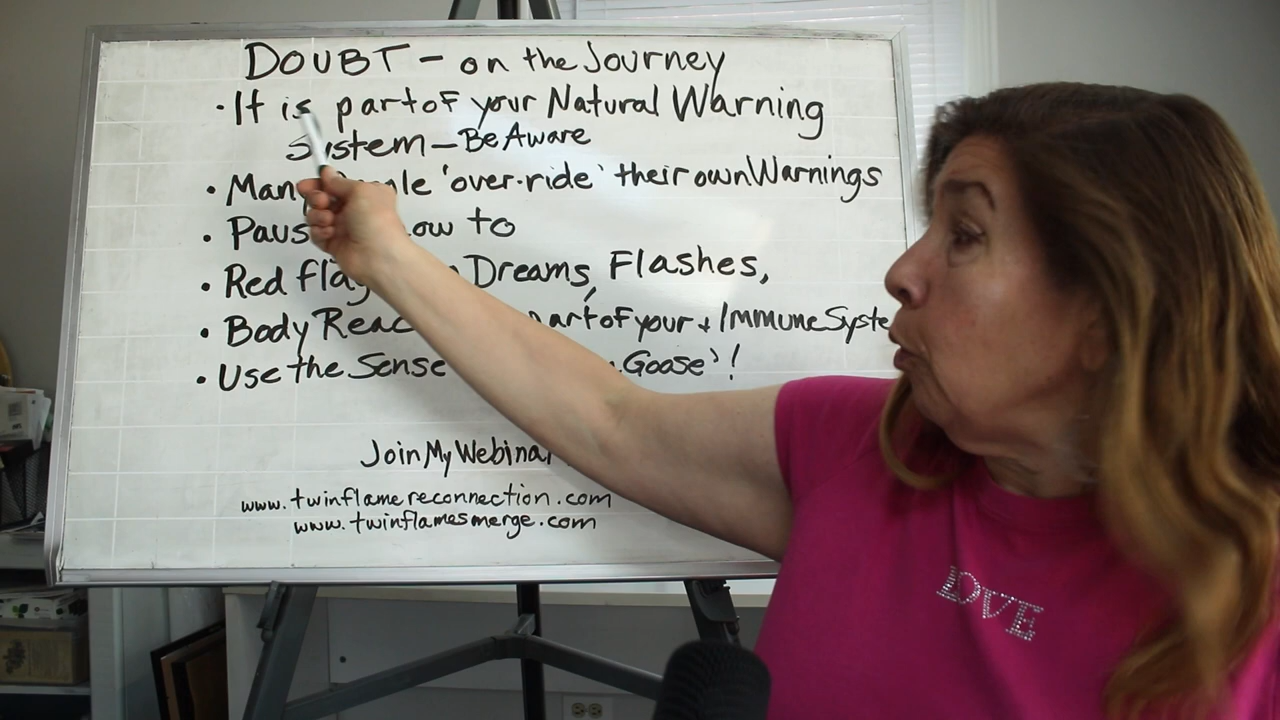 DOUBT - on the Journey
• It is part of your Natural Warning
System - Be Aware
• Many People 'over-ride' their own Warnings
• Paus ow to
• Red Flag Dreams, Flashes,
• Body Reac part of your + Immune Syste
• Use the Sense Goose'!
Join My Webinar
www.twinflamereconnection.com
www.twinflamesmerge.com
LOVE